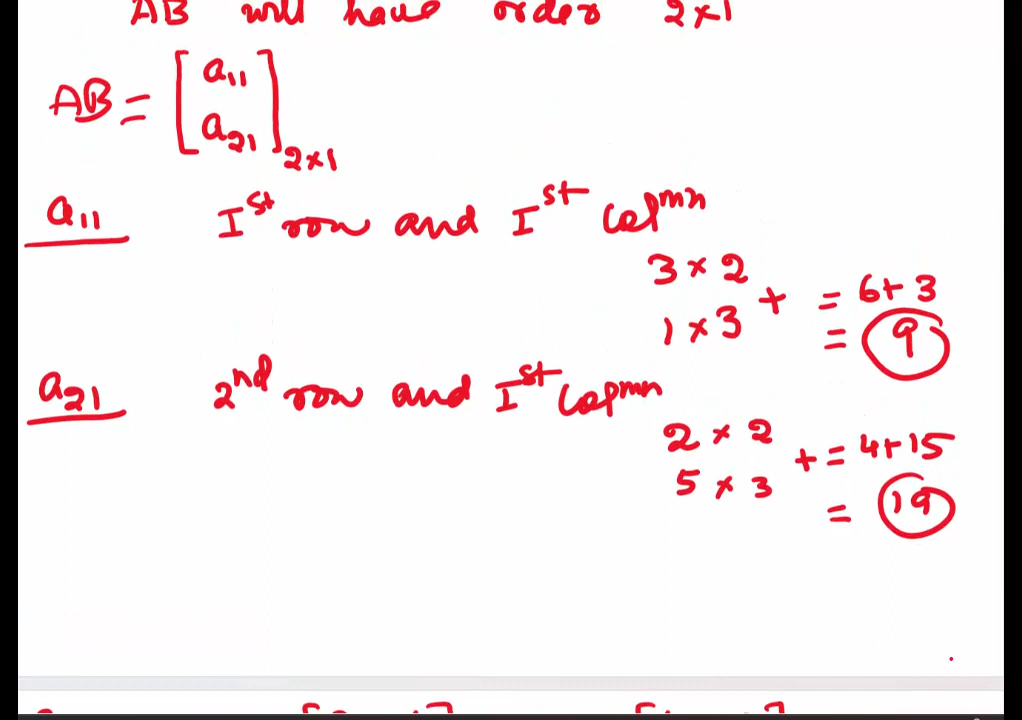 AB will have order 2×1
AB = [a11
a21]2×1
a11 Ist row and Ist colmn
3 × 2
1 × 3 + = 6+3
= 9
a21 2nd row and Ist colmn
2 × 2
5 × 3 + = 4+15
= 19